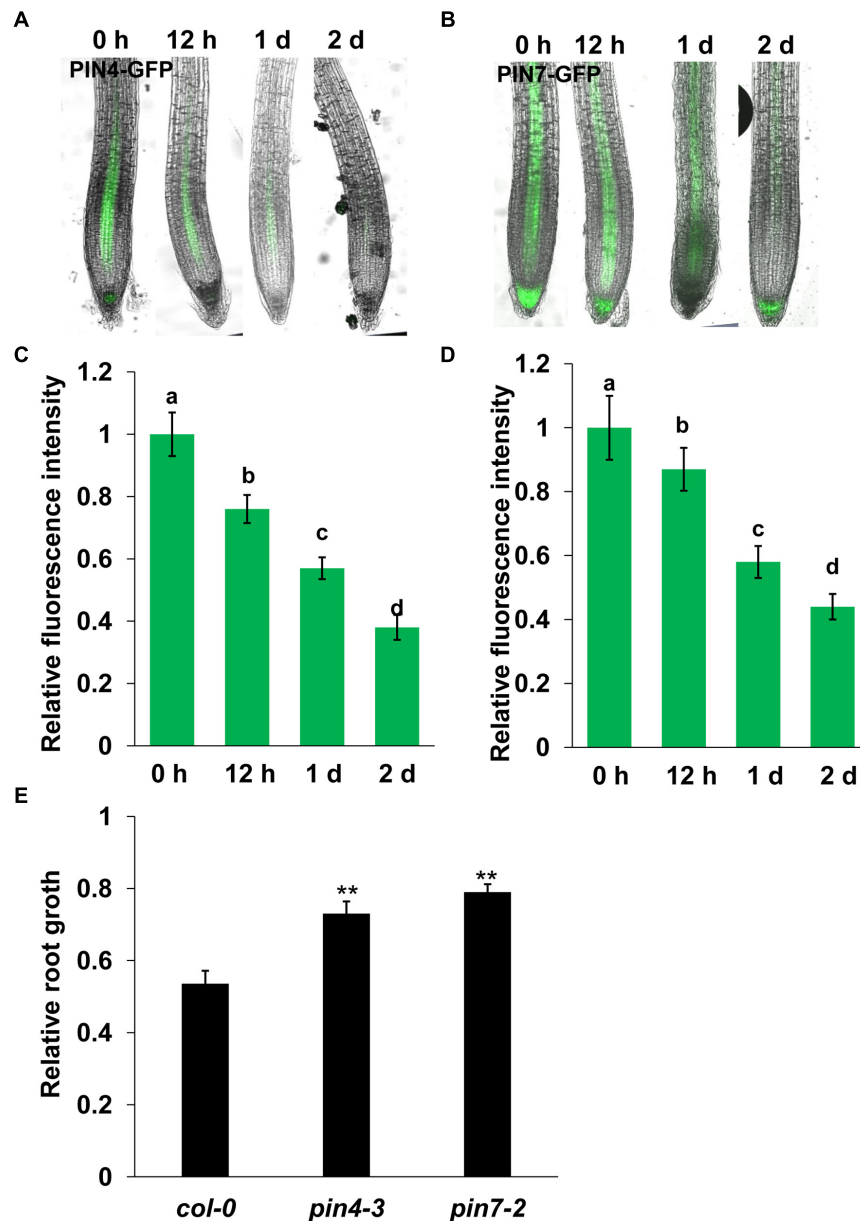 A
0 h 12 h 1 d 2 d
PIN4-GFP
B
0 h 12 h 1 d 2 d
PIN7-GFP
C
Relative fluorescence intensity
1.2
1
0.8
0.6
0.4
0.2
0
a
b
c
d
0 h 12 h 1 d 2 d
D
Relative fluorescence intensity
1.2
1
0.8
0.6
0.4
0.2
0
a
b
c
d
0 h 12 h 1 d 2 d
E
Relative root groth
1
0.8
0.6
0.4
0.2
0
**
**
col-0 pin4-3 pin7-2